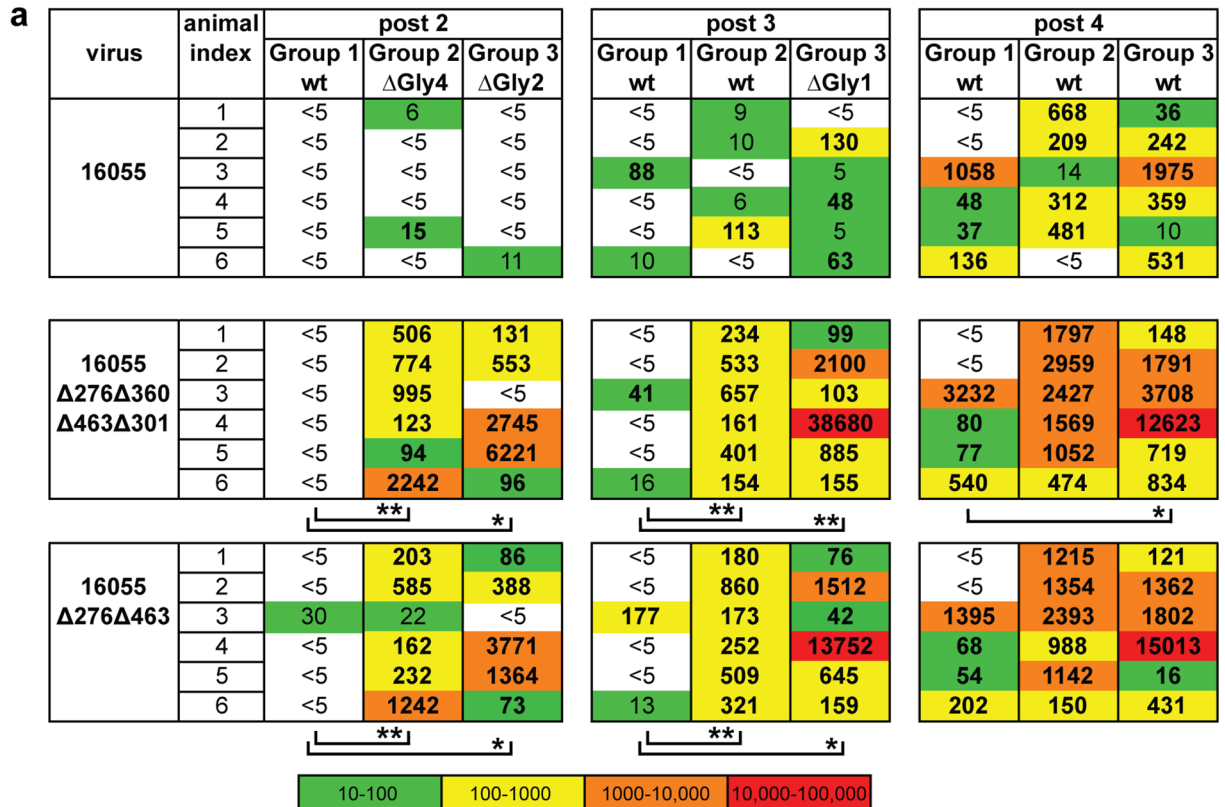 a
animal post 2 post 3 post 4
virus index Group 1 Group 2 Group 3 Group 1 Group 2 Group 3 Group 1 Group 2 Group 3
wt ΔGly4 ΔGly2 wt wt ΔGly1 wt wt wt
1 <5 6 <5 <5 9 <5 <5 668 36
2 <5 <5 <5 <5 10 130 <5 209 242
16055 3 <5 <5 <5 88 <5 5 1058 14 1975
4 <5 <5 <5 <5 6 48 48 312 359
5 <5 15 <5 <5 113 5 37 481 10
6 <5 <5 11 10 <5 63 136 <5 531
1 <5 506 131 <5 234 99 <5 1797 148
16055 2 <5 774 553 <5 533 2100 <5 2959 1791
Δ276Δ360 3 <5 995 <5 41 657 103 3232 2427 3708
Δ463Δ301 4 <5 123 2745 <5 161 38680 80 1569 12623
5 <5 94 6221 <5 401 885 77 1052 719
6 <5 2242 96 16 154 155 540 474 834
** * ** ** *
1 <5 203 86 <5 180 76 <5 1215 121
16055 2 <5 585 388 <5 860 1512 <5 1354 1362
Δ276Δ463 3 30 22 <5 177 173 42 1395 2393 1802
4 <5 162 3771 <5 252 13752 68 988 15013
5 <5 232 1364 <5 509 645 54 1142 16
6 <5 1242 73 13 321 159 202 150 431
** * ** *
10-100 100-1000 1000-10,000 10,000-100,000